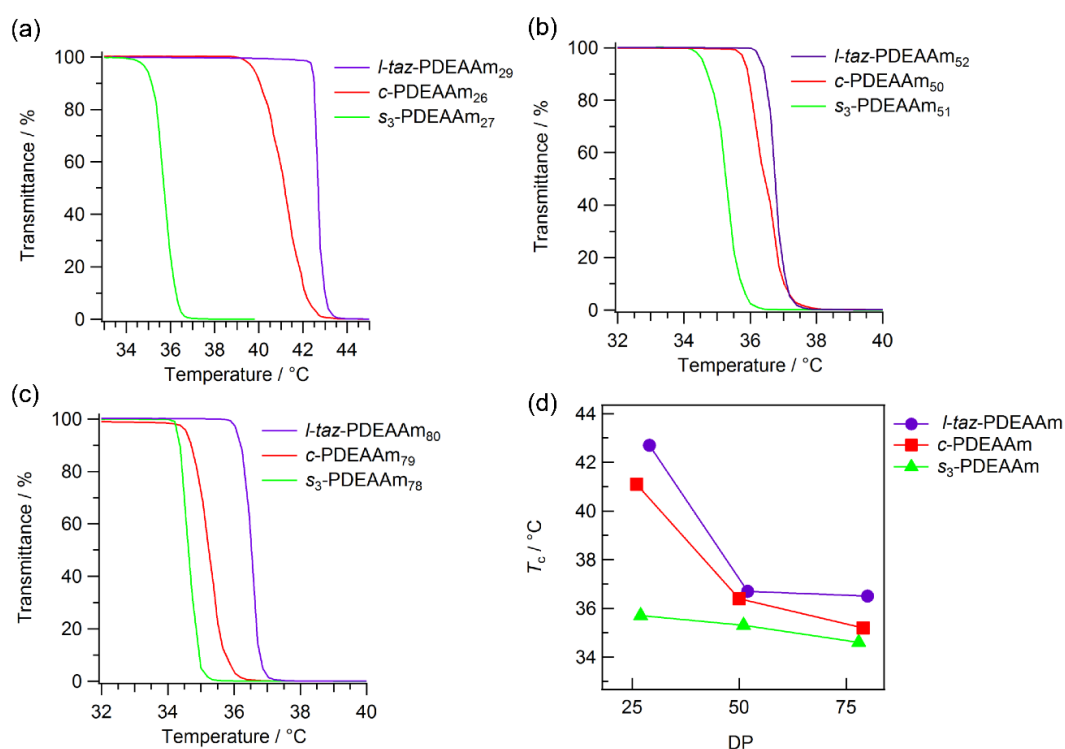 (a)
100
80
60
40
20
0
Transmittance / %
34 36 38 40 42 44
Temperature / °C
l-taz-PDEAAm29
c-PDEAAm26
s3-PDEAAm27
(b)
100
80
60
40
20
0
Transmittance / %
32 34 36 38 40
Temperature / °C
l-taz-PDEAAm52
c-PDEAAm50
s3-PDEAAm51
(c)
100
80
60
40
20
0
Transmittance / %
32 34 36 38 40
Temperature / °C
l-taz-PDEAAm80
c-PDEAAm79
s3-PDEAAm78
(d)
44
42
40
38
36
34
Tc / °C
25 50 75
DP
l-taz-PDEAAm
c-PDEAAm
s3-PDEAAm